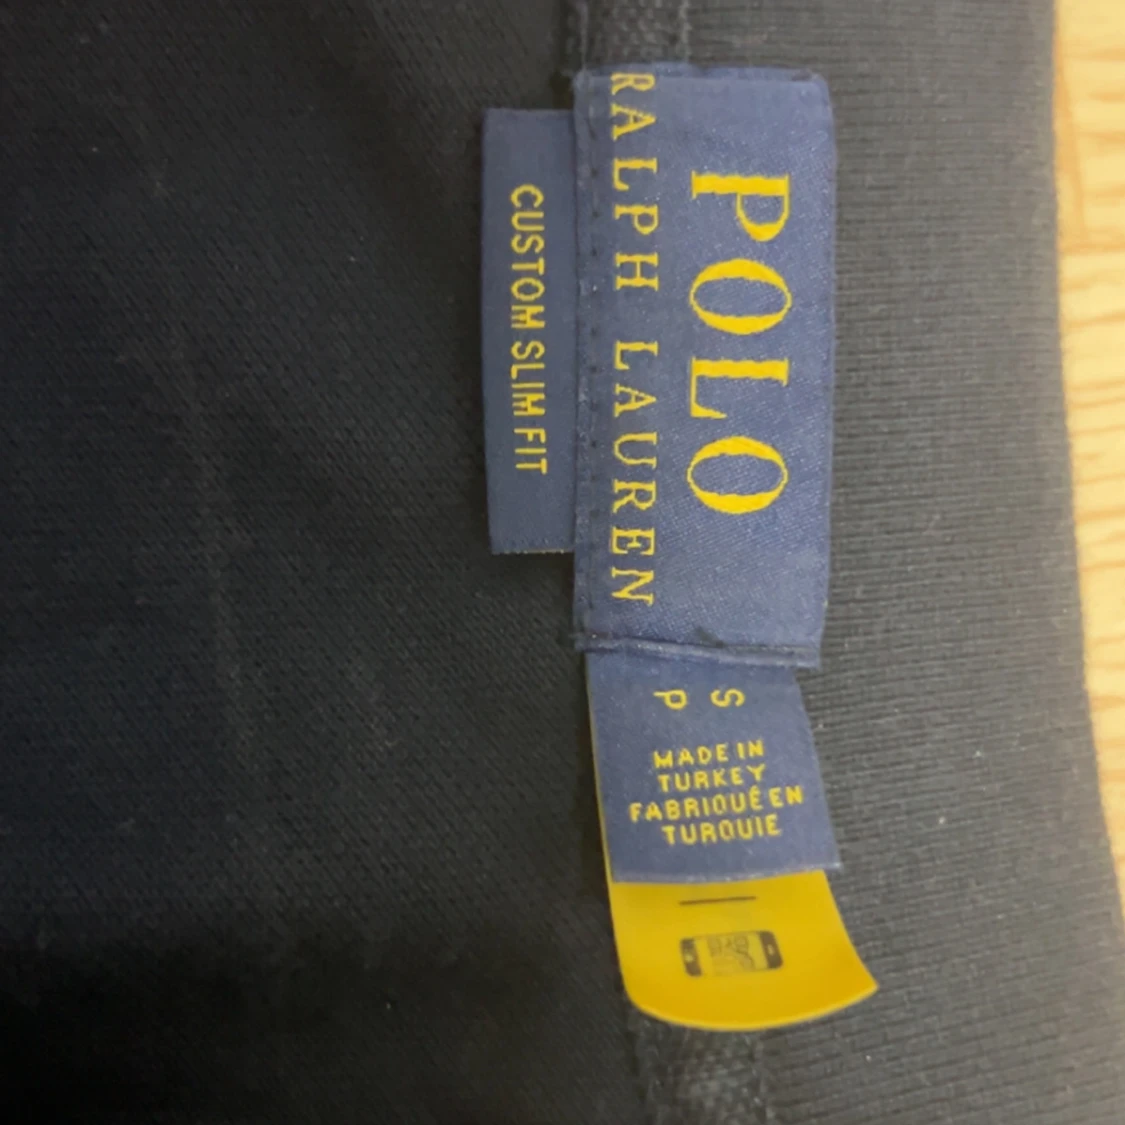 POLO
RALPH LAUREN
CUSTOM SLIM FIT
S
P
MADE IN
TURKEY
FABRIQUÉ EN
TURQUIE